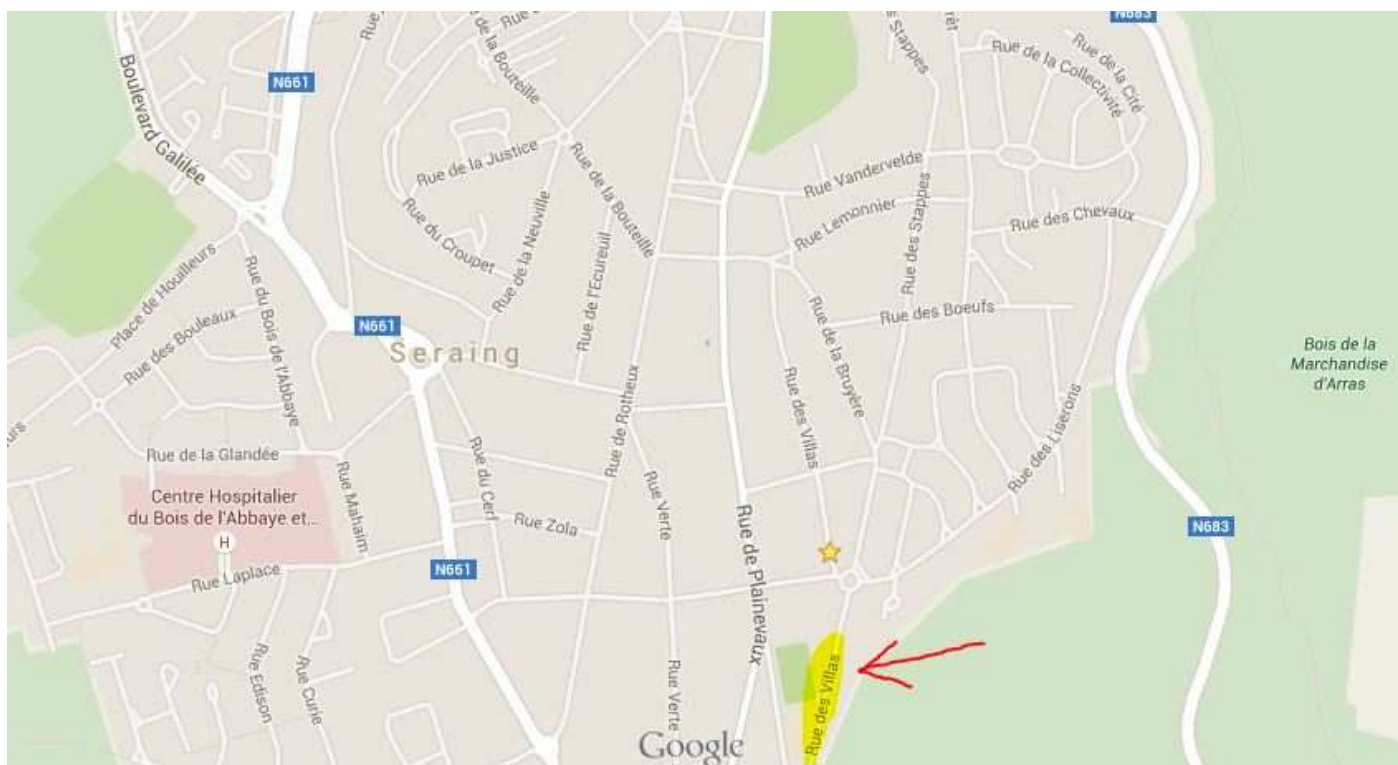 N683
Rue de la Cité
Rue de la Collectivité
s Stappes
rêt
Rue
de la Bouteille
Boulevard Galilée
N661
Rue de la Justice
Rue de la Bouteille
Rue Vandervelde
Rue Lemonnier
Rue des Stappes
Rue des Chevaux
Rue du Croupet
Rue de la Neuville
Rue de l'Ecureuil
Place de Houilleurs
Rue du Bois de l'Abbaye
Rue des Bouleaux
N661
Seraing
Rue des Boeufs
Rue de la Bruyère
Rue des Villas
Bois de la
Marchandise
d'Arras
Rue de Rotheux
Rue des Liserons
urs
Rue de la Glandée
Rue Mahaim
Rue du Cerf
Centre Hospitalier
du Bois de l'Abbaye et...
H
Rue Zola
Rue Verte
Rue de Plainevaux
N683
Rue Laplace
N661
Rue Edison
Rue Curie
Rue Verte
Rue des Villas
Google